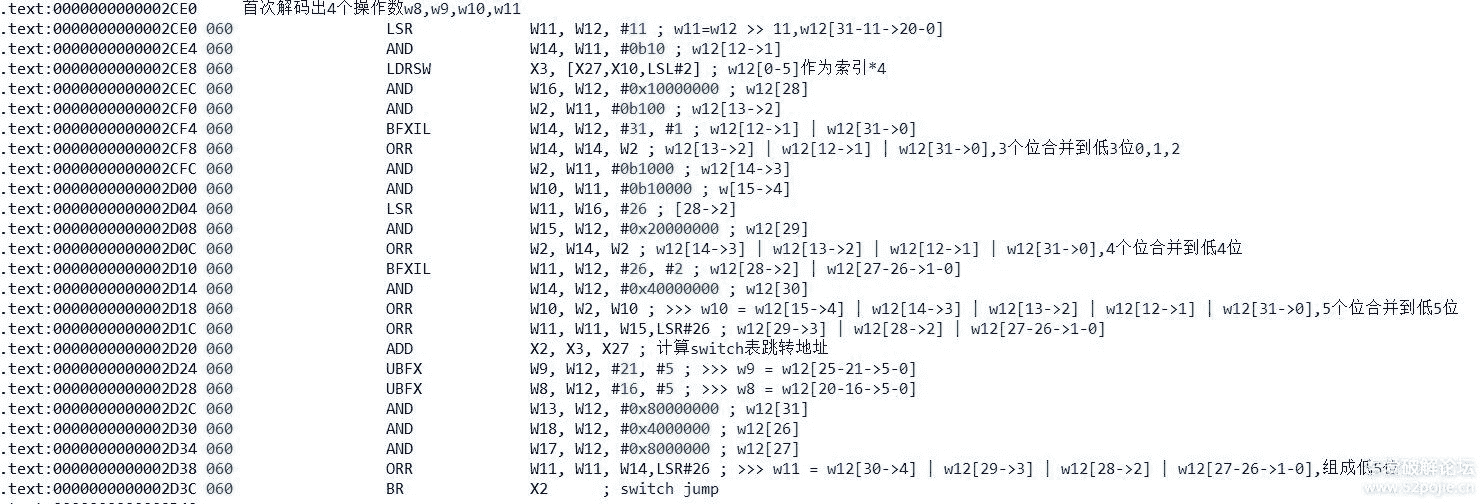 .text:0000000000002CE0 首次解码出4个操作数w8,w9,w10,w11
.text:0000000000002CE0 060 LSR W11, W12, #11 ; w11=w12 >> 11,w12[31-11->20-0]
.text:0000000000002CE4 060 AND W14, W11, #0b10 ; w12[12->1]
.text:0000000000002CE8 060 LDRSW X3, [X27,X10,LSL#2] ; w12[0-5]作为索引*4
.text:0000000000002CEC 060 AND W16, W12, #0x10000000 ; w12[28]
.text:0000000000002CF0 060 AND W2, W11, #0b100 ; w12[13->2]
.text:0000000000002CF4 060 BFXIL W14, W12, #31, #1 ; w12[12->1] | w12[31->0]
.text:0000000000002CF8 060 ORR W14, W14, W2 ; w12[13->2] | w12[12->1] | w12[31->0],3个位合并到低3位0,1,2
.text:0000000000002CFC 060 AND W2, W11, #0b1000 ; w12[14->3]
.text:0000000000002D00 060 AND W10, W11, #0b10000 ; w[15->4]
.text:0000000000002D04 060 LSR W11, W16, #26 ; [28->2]
.text:0000000000002D08 060 AND W15, W12, #0x20000000 ; w12[29]
.text:0000000000002D0C 060 ORR W2, W14, W2 ; w12[14->3] | w12[13->2] | w12[12->1] | w12[31->0],4个位合并到低4位
.text:0000000000002D10 060 BFXIL W11, W12, #26, #2 ; w12[28->2] | w12[27-26->1-0]
.text:0000000000002D14 060 AND W14, W12, #0x40000000 ; w12[30]
.text:0000000000002D18 060 ORR W10, W2, W10 ; >>> w10 = w12[15->4] | w12[14->3] | w12[13->2] | w12[12->1] | w12[31->0],5个位合并到低5位
.text:0000000000002D1C 060 ORR W11, W11, W15,LSR#26 ; w12[29->3] | w12[28->2] | w12[27-26->1-0]
.text:0000000000002D20 060 ADD X2, X3, X27 ; 计算switch表跳转地址
.text:0000000000002D24 060 UBFX W9, W12, #21, #5 ; >>> w9 = w12[25-21->5-0]
.text:0000000000002D28 060 UBFX W8, W12, #16, #5 ; >>> w8 = w12[20-16->5-0]
.text:0000000000002D2C 060 AND W13, W12, #0x80000000 ; w12[31]
.text:0000000000002D30 060 AND W18, W12, #0x4000000 ; w12[26]
.text:0000000000002D34 060 AND W17, W12, #0x8000000 ; w12[27]
.text:0000000000002D38 060 ORR W11, W11, W14,LSR#26 ; >>> w11 = w12[30->4] | w12[29->3] | w12[28->2] | w12[27-26->1-0],组成低5位
.text:0000000000002D3C 060 BR X2 ; switch jump
破解论坛
www.52pojie.cn